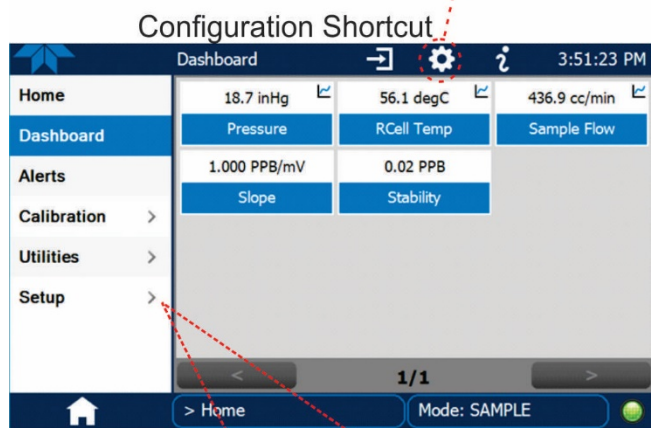 Configuration Shortcut
Dashboard 3:51:23 PM
Home
Dashboard
Alerts
Calibration >
Utilities >
Setup >
18.7 inHg 56.1 degC 436.9 cc/min
Pressure RCell Temp Sample Flow
1.000 PPB/mV 0.02 PPB
Slope Stability
< 1/1 >
> Home Mode: SAMPLE